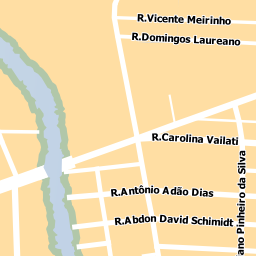 R.Vicente Meirinho
R.Domingos Laureano
R.Carolina Vailati
R.Antônio Adão Dias
R.Abdon David Schimidt
ano Pinheiro da Silva